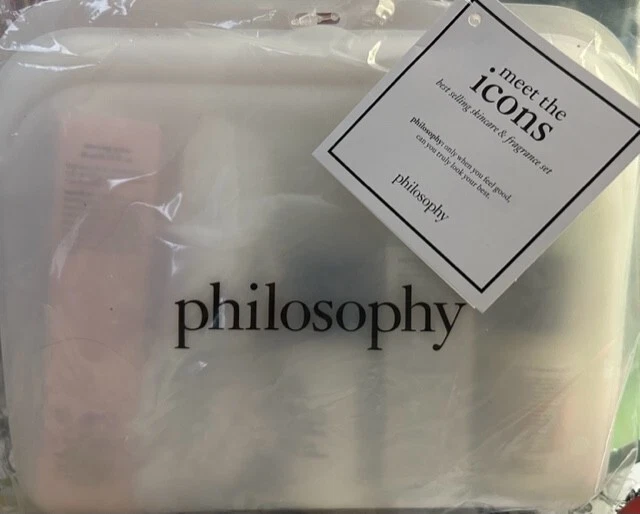 meet the
icons
best selling skincare & fragrance set
philosophy: only when you feel good,
can you truly look your best.
philosophy
philosophy